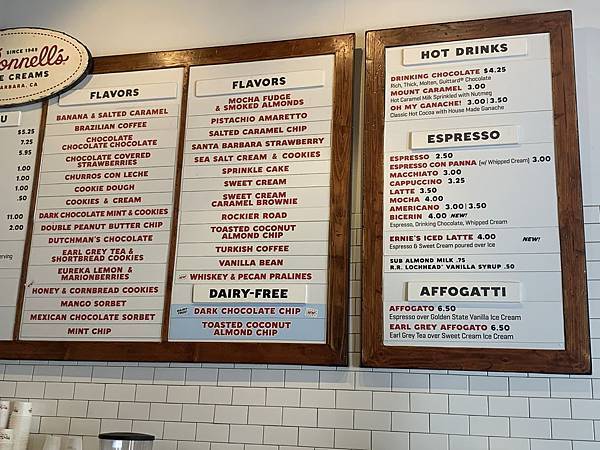 SINCE 1949
onnell's
E CREAMS
ARBARA, CA
U
$5.25
7.25
5.95
1.00
1.00
1.00
.50
11.00
2.00
FLAVORS
BANANA & SALTED CARAMEL
BRAZILIAN COFFEE
CHOCOLATE
CHOCOLATE CHOCOLATE
CHOCOLATE COVERED
STRAWBERRIES
CHURROS CON LECHE
COOKIE DOUGH
COOKIES & CREAM
DARK CHOCOLATE MINT & COOKIES
DOUBLE PEANUT BUTTER CHIP
DUTCHMAN'S CHOCOLATE
EARL GREY TEA &
SHORTBREAD COOKIES
EUREKA LEMON &
MARIONBERRIES
HONEY & CORNBREAD COOKIES
MANGO SORBET
MEXICAN CHOCOLATE SORBET
MINT CHIP
FLAVORS
MOCHA FUDGE
& SMOKED ALMONDS
PISTACHIO AMARETTO
SALTED CARAMEL CHIP
SANTA BARBARA STRAWBERRY
SEA SALT CREAM & COOKIES
SPRINKLE CAKE
SWEET CREAM
SWEET CREAM
CARAMEL BROWNIE
ROCKIER ROAD
TOASTED COCONUT
ALMOND CHIP
TURKISH COFFEE
VANILLA BEAN
WHISKEY & PECAN PRALINES
DAIRY-FREE
DARK CHOCOLATE CHIP
TOASTED COCONUT
ALMOND CHIP
HOT DRINKS
DRINKING CHOCOLATE $4.25
Rich, Thick, Molten, Guittard® Chocolate
MOUNT CARAMEL 3.00
Hot Caramel Milk Sprinkled with Nutmeg
OH MY GANACHE! 3.00|3.50
Classic Hot Cocoa with House Made Ganache
ESPRESSO
ESPRESSO 2.50
ESPRESSO CON PANNA (w/ Whipped Cream) 3.00
MACCHIATO 3.00
CAPPUCCINO 3.25
LATTE 3.50
MOCHA 4.00
AMERICANO 3.00|3.50
BICERIN 4.00 NEW!
Espresso, Drinking Chocolate, Whipped Cream
ERNIE'S ICED LATTE 4.00 NEW!
Espresso & Sweet Cream poured over Ice
SUB ALMOND MILK .75
R.R. LOCHHEAD® VANILLA SYRUP .50
AFFOGATTI
AFFOGATO 6.50
Espresso over Golden State Vanilla Ice Cream
EARL GREY AFFOGATO 6.50
Earl Grey Tea over Sweet Cream Ice Cream